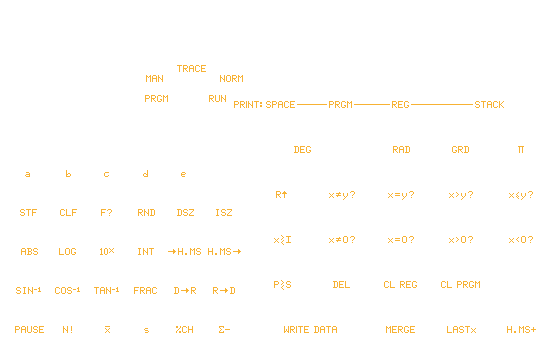 TRACE
MAN NORM
PRGM RUN
PRINT: SPACE PRGM REG STACK
DEG RAD GRD π
a b c d e
R↑ x≠y? x=y? x>y? x≤y?
STF CLF F? RND DSZ ISZ
x⇄I x≠0? x=0? x>0? x<0?
ABS LOG 10ˣ INT →H.MS H.MS→
P⇄S DEL CL REG CL PRGM
SIN⁻¹ COS⁻¹ TAN⁻¹ FRAC D→R R→D
PAUSE N! x̅ s %CH Σ- WRITE DATA MERGE LASTx H.MS+